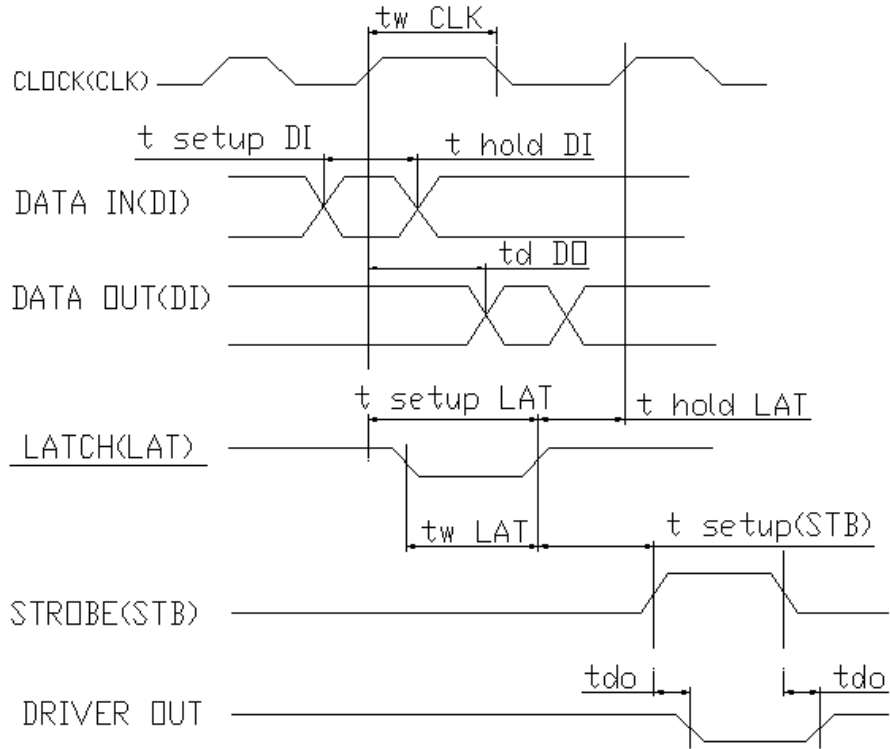 tw CLK
CLOCK(CLK)
t setup DI
t hold DI
DATA IN(DI)
td DO
DATA OUT(DI)
t setup LAT
t hold LAT
LATCH(LAT)
tw LAT
t setup(STB)
STROBE(STB)
tdo
tdo
DRIVER OUT